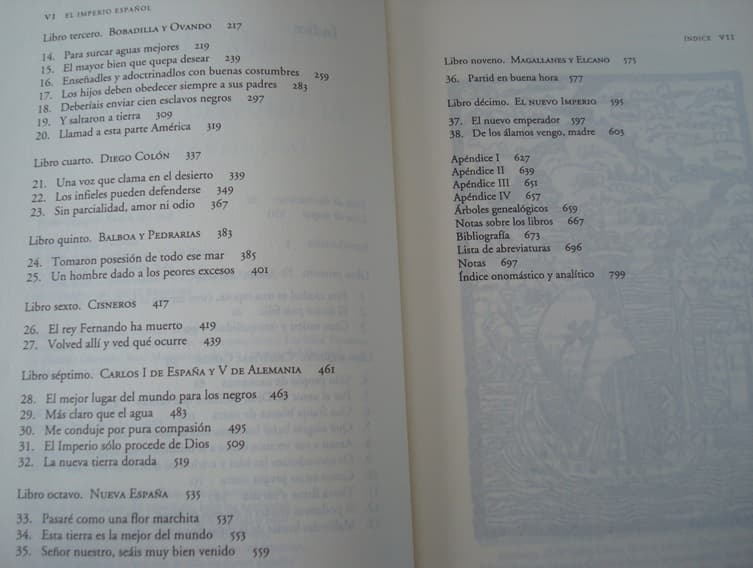 VI EL IMPERIO ESPAÑOL
Libro tercero. BOBADILLA Y OVANDO 217
14. Para surcar aguas mejores 219
15. El mayor bien que quepa desear 239
16. Enseñadles y adoctrinadlos con buenas costumbres 259
17. Los hijos deben obedecer siempre a sus padres 283
18. Deberíais enviar cien esclavos negros 297
19. Y saltaron a tierra 309
20. Llamad a esta parte América 319
Libro cuarto. DIEGO COLÓN 337
21. Una voz que clama en el desierto 339
22. Los infieles pueden defenderse 349
23. Sin parcialidad, amor ni odio 367
Libro quinto. BALBOA Y PEDRARIAS 383
24. Tomaron posesión de todo ese mar 385
25. Un hombre dado a los peores excesos 401
Libro sexto. CISNEROS 417
26. El rey Fernando ha muerto 419
27. Volved allí y ved qué ocurre 439
Libro séptimo. CARLOS I DE ESPAÑA Y V DE ALEMANIA 461
28. El mejor lugar del mundo para los negros 463
29. Más claro que el agua 483
30. Me conduje por pura compasión 495
31. El Imperio sólo procede de Dios 509
32. La nueva tierra dorada 519
Libro octavo. NUEVA ESPAÑA 535
33. Pasaré como una flor marchita 537
34. Esta tierra es la mejor del mundo 553
35. Señor nuestro, seáis muy bien venido 559
ÍNDICE VII
Libro noveno. MAGALLANES Y ELCANO 575
36. Partid en buena hora 577
Libro décimo. EL NUEVO IMPERIO 595
37. El nuevo emperador 597
38. De los álamos vengo, madre 603
Apéndice I 627
Apéndice II 639
Apéndice III 651
Apéndice IV 657
Árboles genealógicos 659
Notas sobre los libros 667
Bibliografía 673
Lista de abreviaturas 696
Notas 697
Índice onomástico y analítico 799